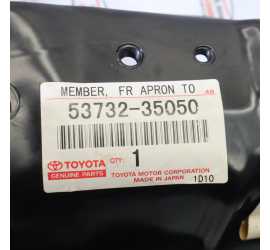 MEMBER, FR APRON TO
53732-35050
TOYOTA
GENUINE PARTS
QTY:
1
TOYOTA MOTOR CORPORATION
MADE IN JAPAN
1D10